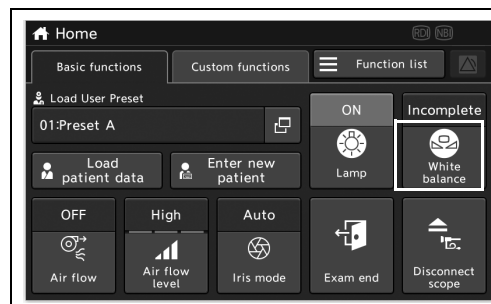 Home
RDI NBI
Basic functions
Custom functions
Function list
Load User Preset
01:Preset A
ON
Lamp
Incomplete
White
balance
Load
patient data
Enter new
patient
OFF
Air flow
High
Air flow
level
Auto
Iris mode
Exam end
Disconnect
scope